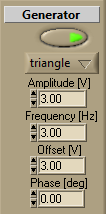 Generator
triangle
Amplitude [V]
3.00
Frequency [Hz]
3.00
Offset [V]
3.00
Phase [deg]
0.00